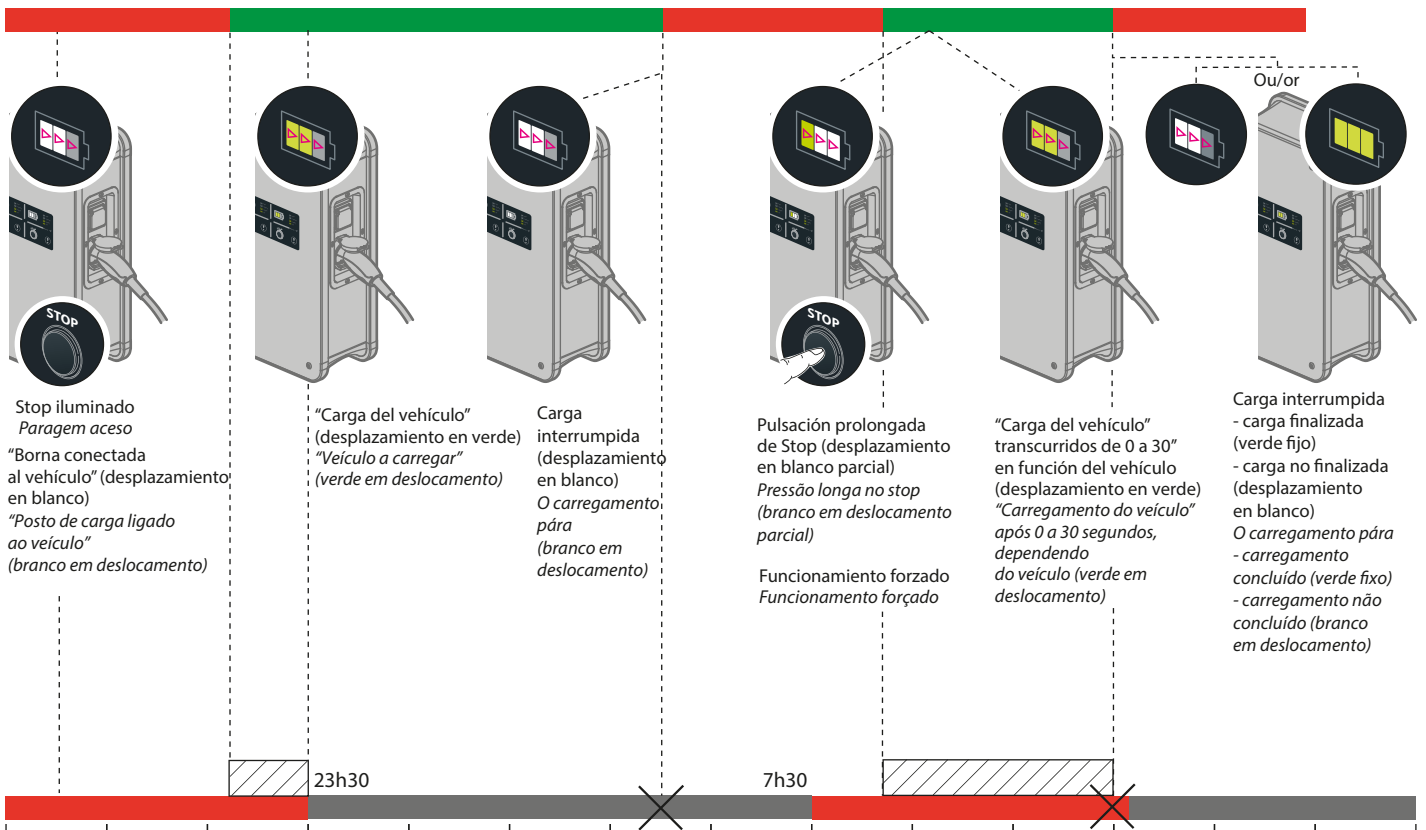 Ou/or
STOP
STOP
Stop iluminado
Paragem aceso
“Borna conectada
al vehículo” (desplazamiento
en blanco)
“Posto de carga ligado
ao veículo”
(branco em deslocamento)
“Carga del vehículo”
(desplazamiento en verde)
“Veículo a carregar”
(verde em deslocamento)
Carga
interrumpida
(desplazamiento
en blanco)
O carregamento
pára
(branco em
deslocamento)
Pulsación prolongada
de Stop (desplazamiento
en blanco parcial)
Pressão longa no stop
(branco em deslocamento
parcial)
Funcionamiento forzado
Funcionamento forçado
“Carga del vehículo”
transcurridos de 0 a 30”
en función del vehículo
(desplazamiento en verde)
“Carregamento do veículo”
após 0 a 30 segundos,
dependendo
do veículo (verde em
deslocamento)
Carga interrumpida
- carga finalizada
(verde fijo)
- carga no finalizada
(desplazamiento
en blanco)
O carregamento pára
- carregamento
concluído (verde fixo)
- carregamento não
concluído (branco
em deslocamento)
23h30
7h30